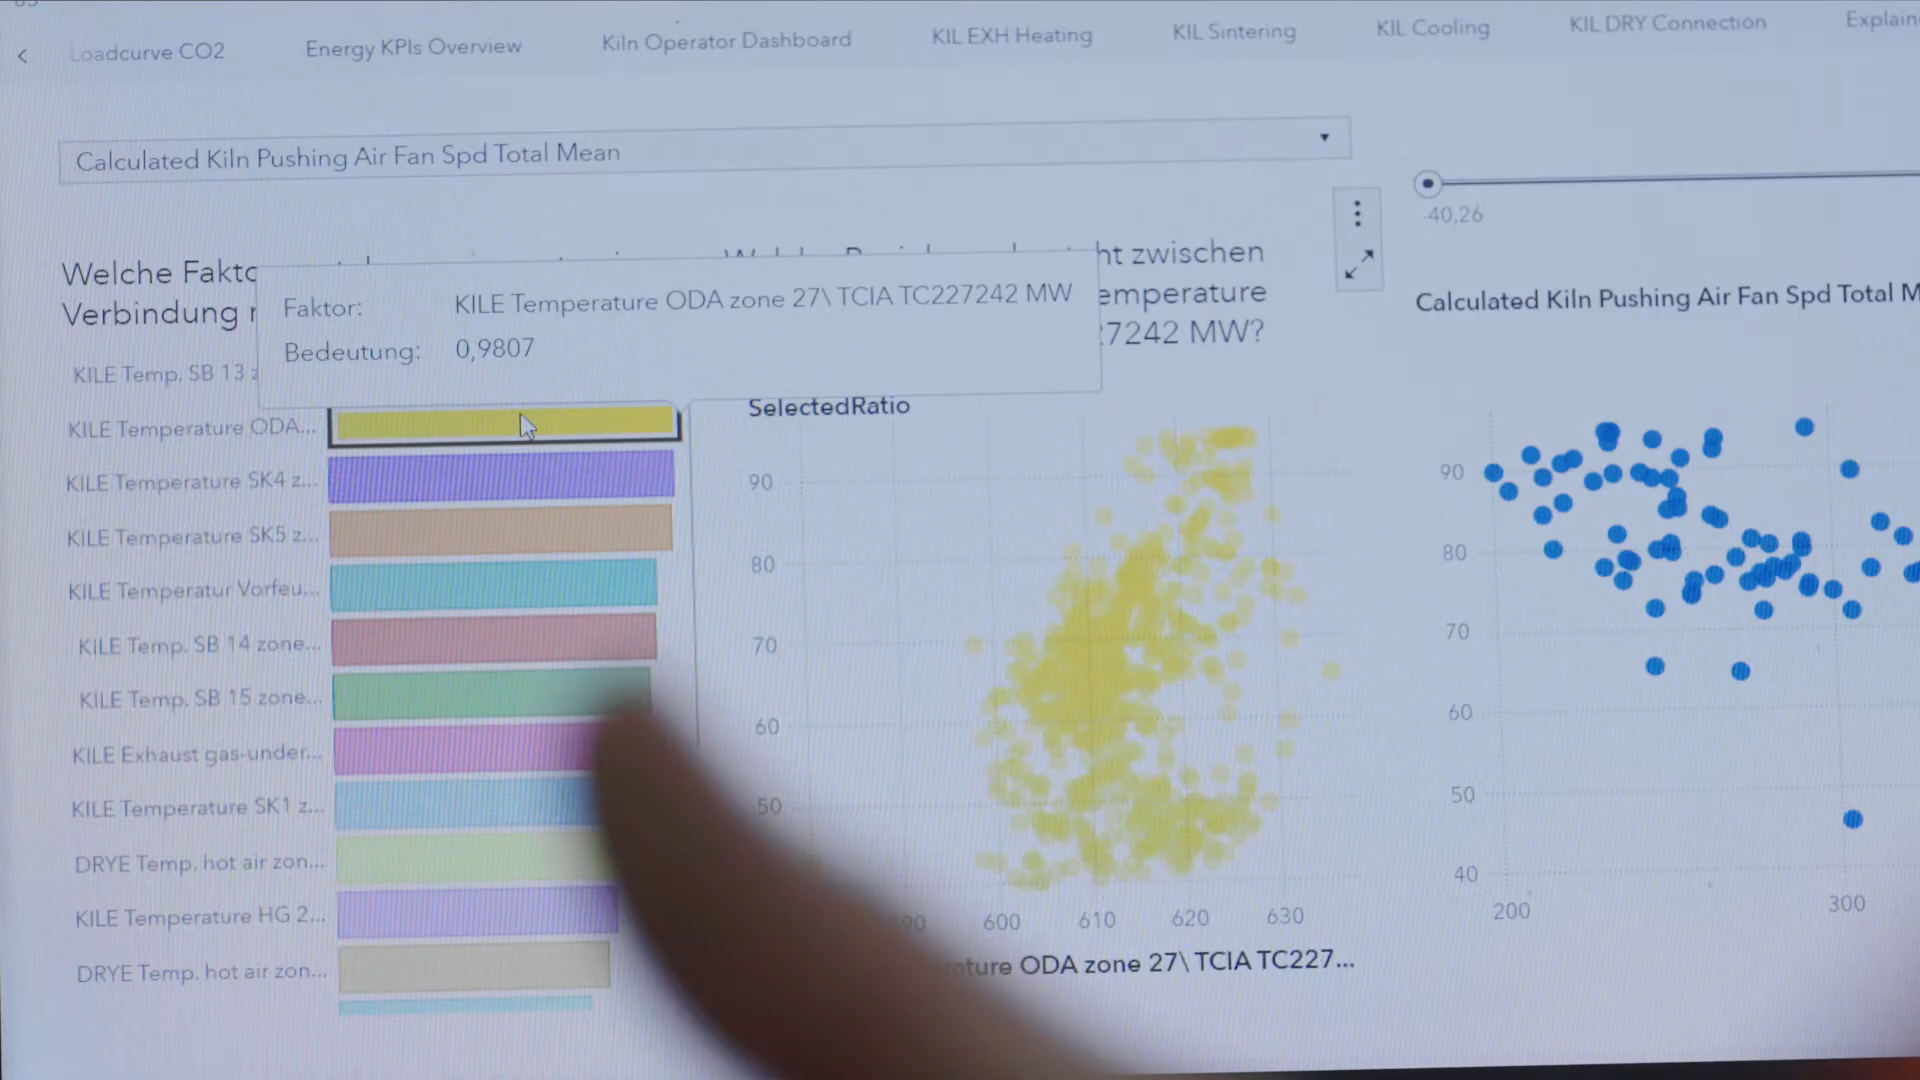 Loadcurve CO2
Energy KPIs Overview
Kiln Operator Dashboard
KIL EXH Heating
KIL Sintering
KIL Cooling
KIL DRY Connection
Explain
Calculated Kiln Pushing Air Fan Spd Total Mean
-40,26
Welche Fakto
Verbindung
ht zwischen
emperature
27242 MW?
Faktor: KILE Temperature ODA zone 27\ TCIA TC227242 MW
Bedeutung: 0,9807
KILE Temp. SB 13 z
KILE Temperature ODA...
KILE Temperature SK4 z...
KILE Temperature SK5 z...
KILE Temperatur Vorfeu...
KILE Temp. SB 14 zone...
KILE Temp. SB 15 zone...
KILE Exhaust gas-under...
KILE Temperature SK1 z...
DRYE Temp. hot air zon...
KILE Temperature HG 2...
DRYE Temp. hot air zon...
SelectedRatio
90
80
70
60
50
600
610
620
630
ature ODA zone 27\ TCIA TC227...
Calculated Kiln Pushing Air Fan Spd Total M
90
80
70
60
50
40
200
300